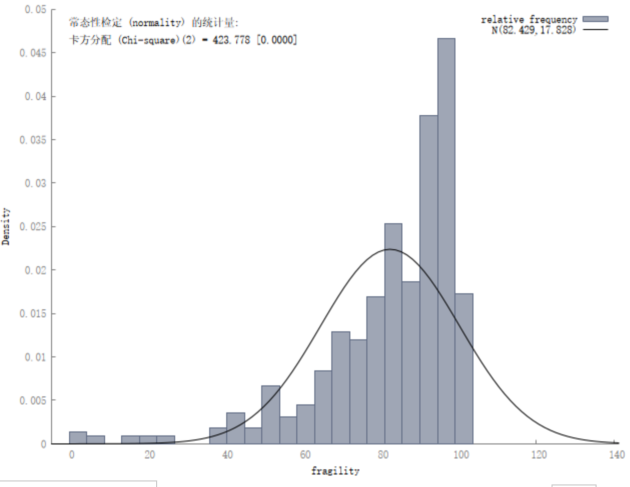 常态性检定 (normality) 的统计量:
卡方分配 (Chi-square)(2) = 423.778 [0.0000]
relative frequency
N(82.429,17.828)
0.05
0.045
0.04
0.035
0.03
0.025
0.02
0.015
0.01
0.005
0
Density
0 20 40 60 80 100 120 140
fragility